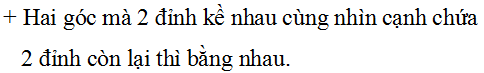 + Hai góc mà 2 đỉnh kề nhau cùng nhìn cạnh chứa
2 đỉnh còn lại thì bằng nhau.